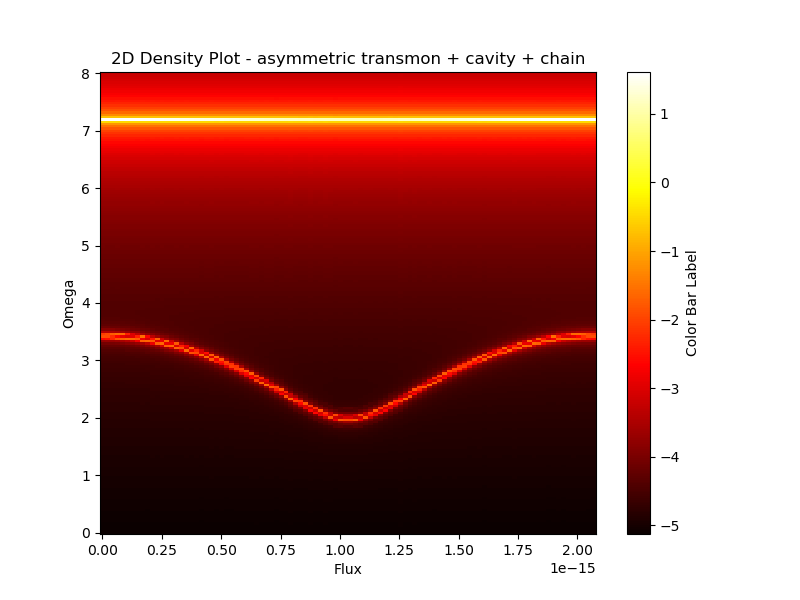 2D Density Plot - asymmetric transmon + cavity + chain
8
7
6
5
4
3
2
1
0
Omega
0.00 0.25 0.50 0.75 1.00 1.25 1.50 1.75 2.00
1e−15
Flux
1
0
−1
−2
−3
−4
−5
Color Bar Label